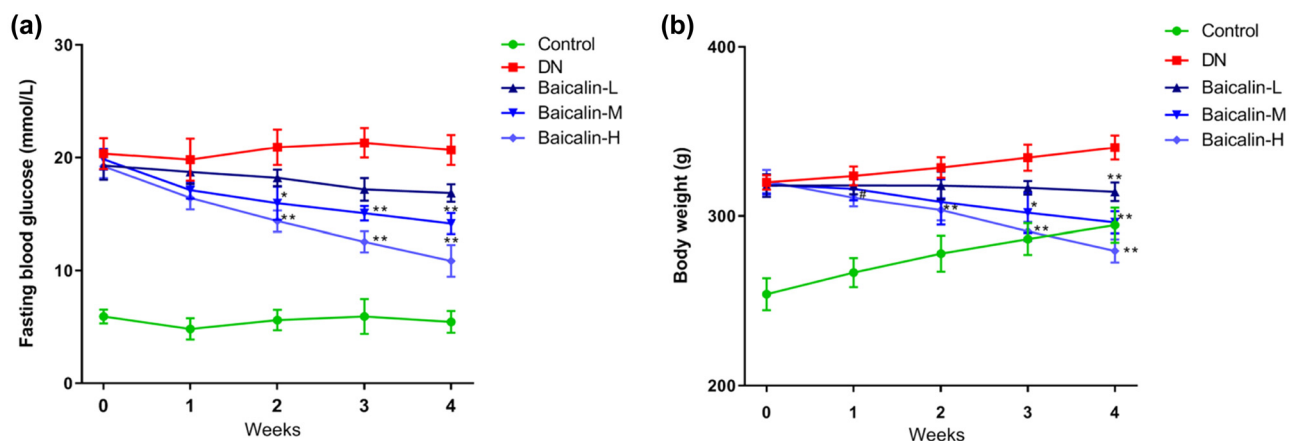 (a)
Fasting blood glucose (mmol/L)
30
20
10
0
0 1 2 3 4
Weeks
*
**
**
**
**
**
Control
DN
Baicalin-L
Baicalin-M
Baicalin-H
(b)
Body weight (g)
400
300
200
0 1 2 3 4
Weeks
#
**
*
**
**
**
**
Control
DN
Baicalin-L
Baicalin-M
Baicalin-H